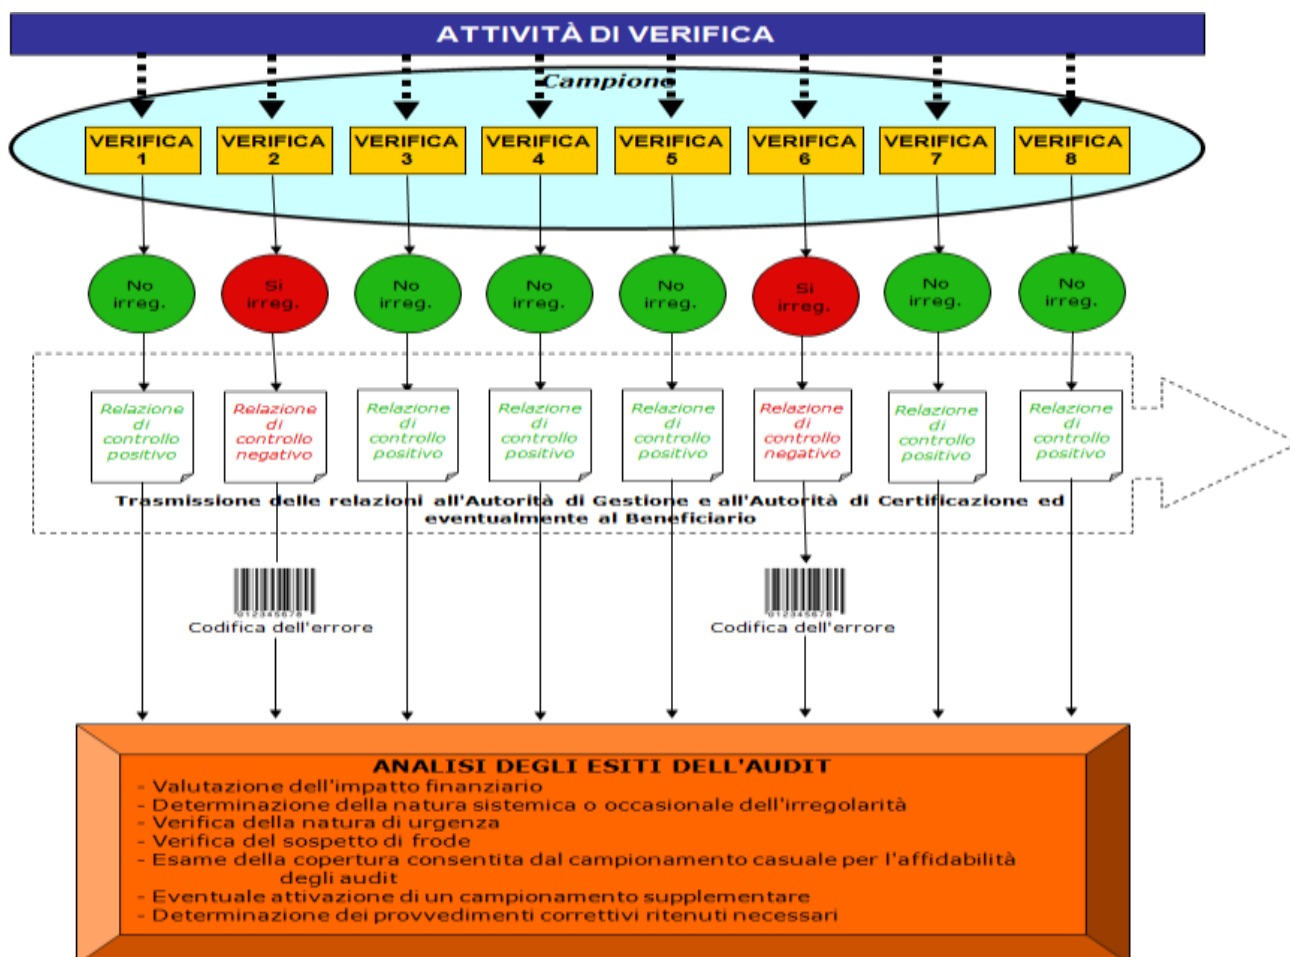 ATTIVITÀ DI VERIFICA
Campione
VERIFICA
1
VERIFICA
2
VERIFICA
3
VERIFICA
4
VERIFICA
5
VERIFICA
6
VERIFICA
7
VERIFICA
8
No
irreg.
Si
irreg.
No
irreg.
No
irreg.
No
irreg.
Si
irreg.
No
irreg.
No
irreg.
Relazione
di
controllo
positivo
Relazione
di
controllo
negativo
Relazione
di
controllo
positivo
Relazione
di
controllo
positivo
Relazione
di
controllo
positivo
Relazione
di
controllo
negativo
Relazione
di
controllo
positivo
Relazione
di
controllo
positivo
Trasmissione delle relazioni all'Autorità di Gestione e all'Autorità di Certificazione ed
eventualmente al Beneficiario
012345678
Codifica dell'errore
012345678
Codifica dell'errore
ANALISI DEGLI ESITI DELL'AUDIT
- Valutazione dell'impatto finanziario
- Determinazione della natura sistemica o occasionale dell'irregolarità
- Verifica della natura di urgenza
- Verifica del sospetto di frode
- Esame della copertura consentita dal campionamento casuale per l'affidabilità
degli audit
- Eventuale attivazione di un campionamento supplementare
- Determinazione dei provvedimenti correttivi ritenuti necessari